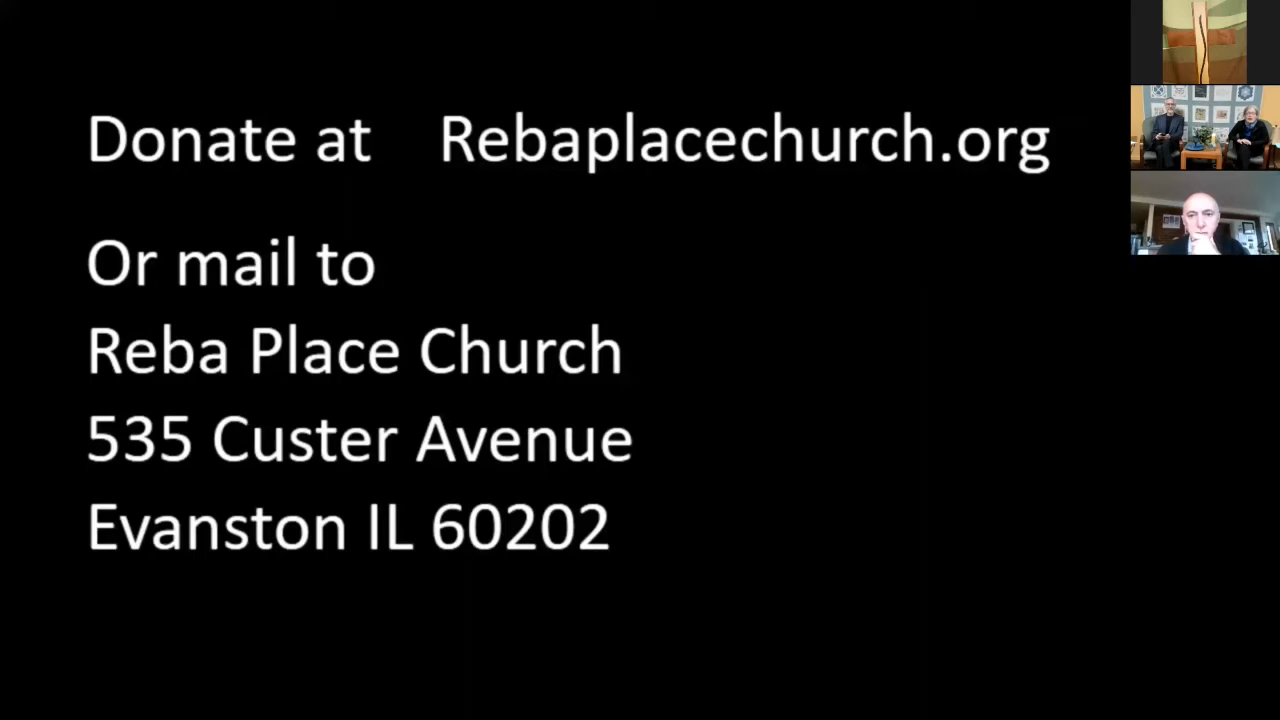 Donate at Rebaplacechurch.org
Or mail to
Reba Place Church
535 Custer Avenue
Evanston IL 60202